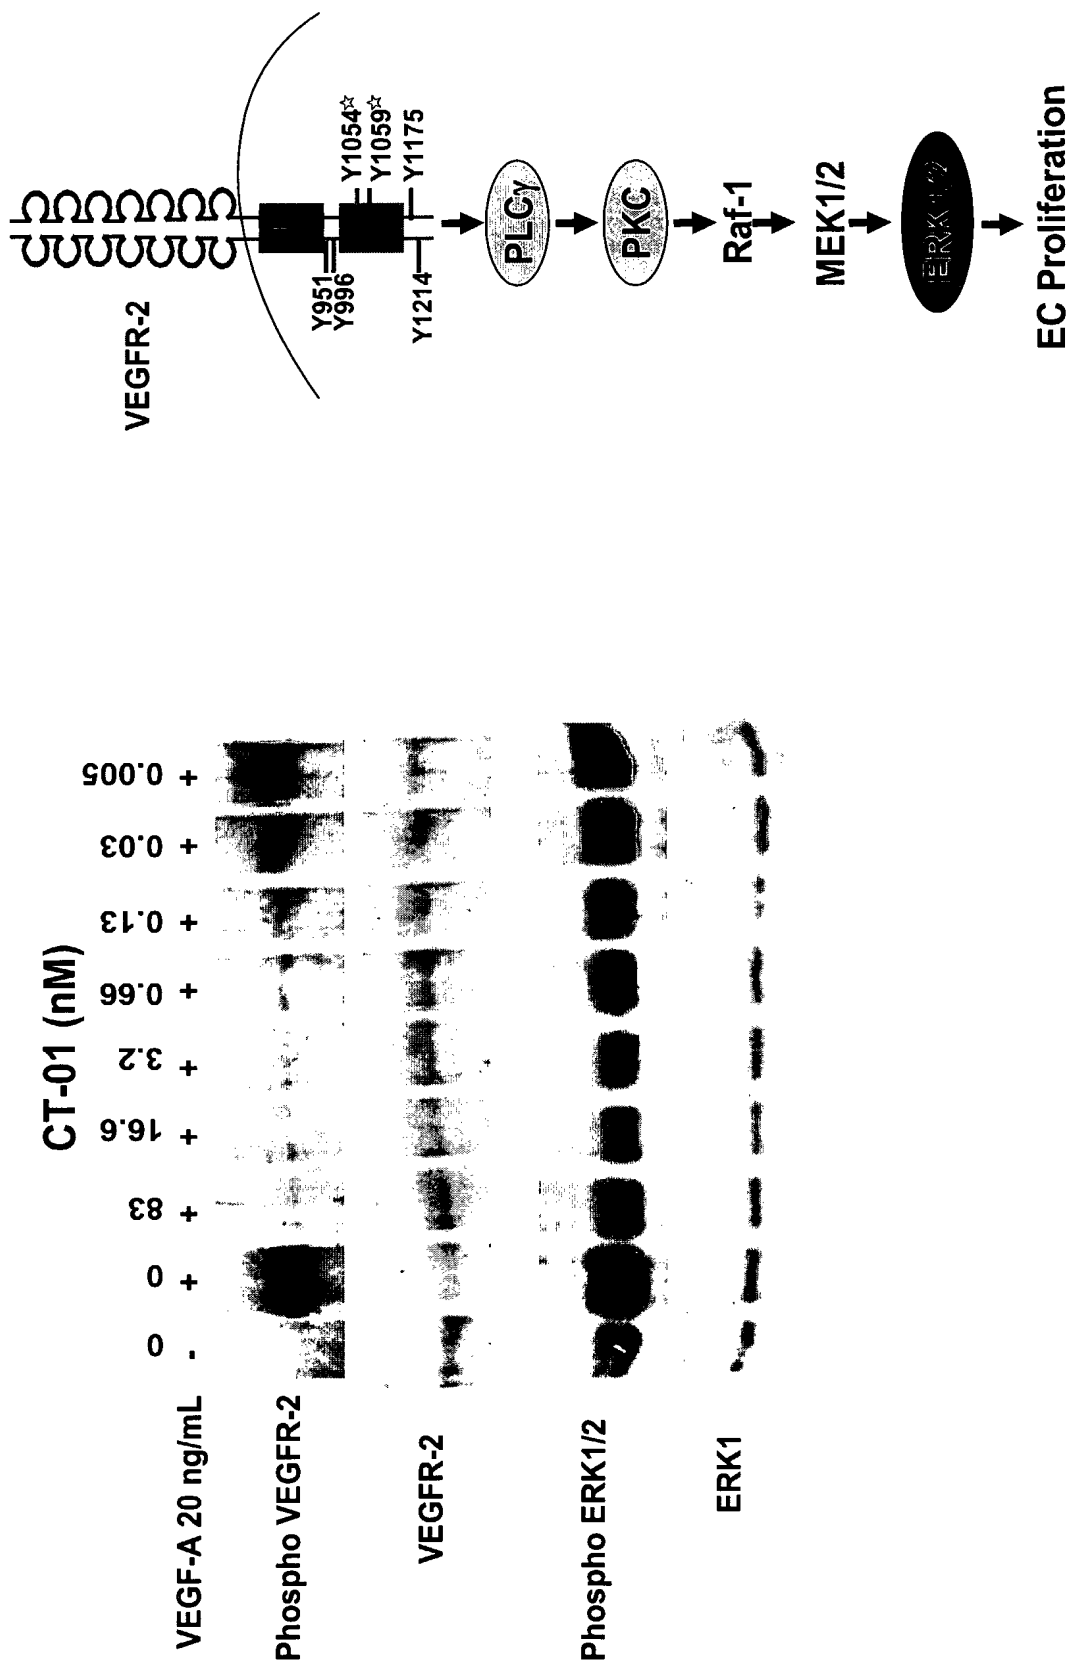 CT-01 (nM)
0 0 83 16.6 3.2 0.66 0.13 0.03 0.005
VEGF-A 20 ng/mL - + + + + + + + +
Phospho VEGFR-2
VEGFR-2
Phospho ERK1/2
ERK1
VEGFR-2
Y951
Y996
Y1054☆
Y1059☆
Y1175
Y1214
PLCγ
PKC
Raf-1
MEK1/2
ERK1/2
EC Proliferation